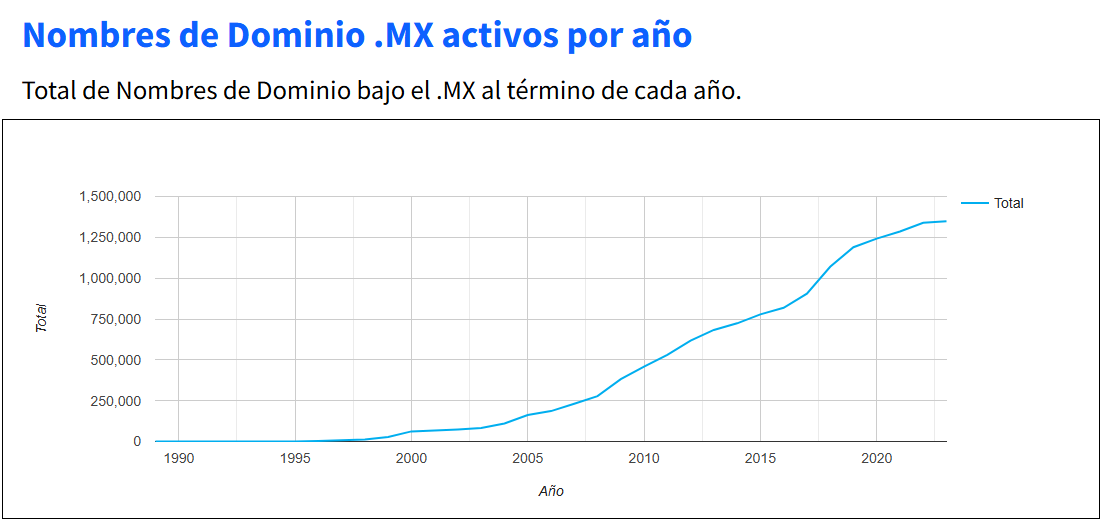 Nombres de Dominio .MX activos por año
Total de Nombres de Dominio bajo el .MX al término de cada año.
1,500,000
1,250,000
1,000,000
750,000
500,000
250,000
0
Total
1990 1995 2000 2005 2010 2015 2020
Año
Total